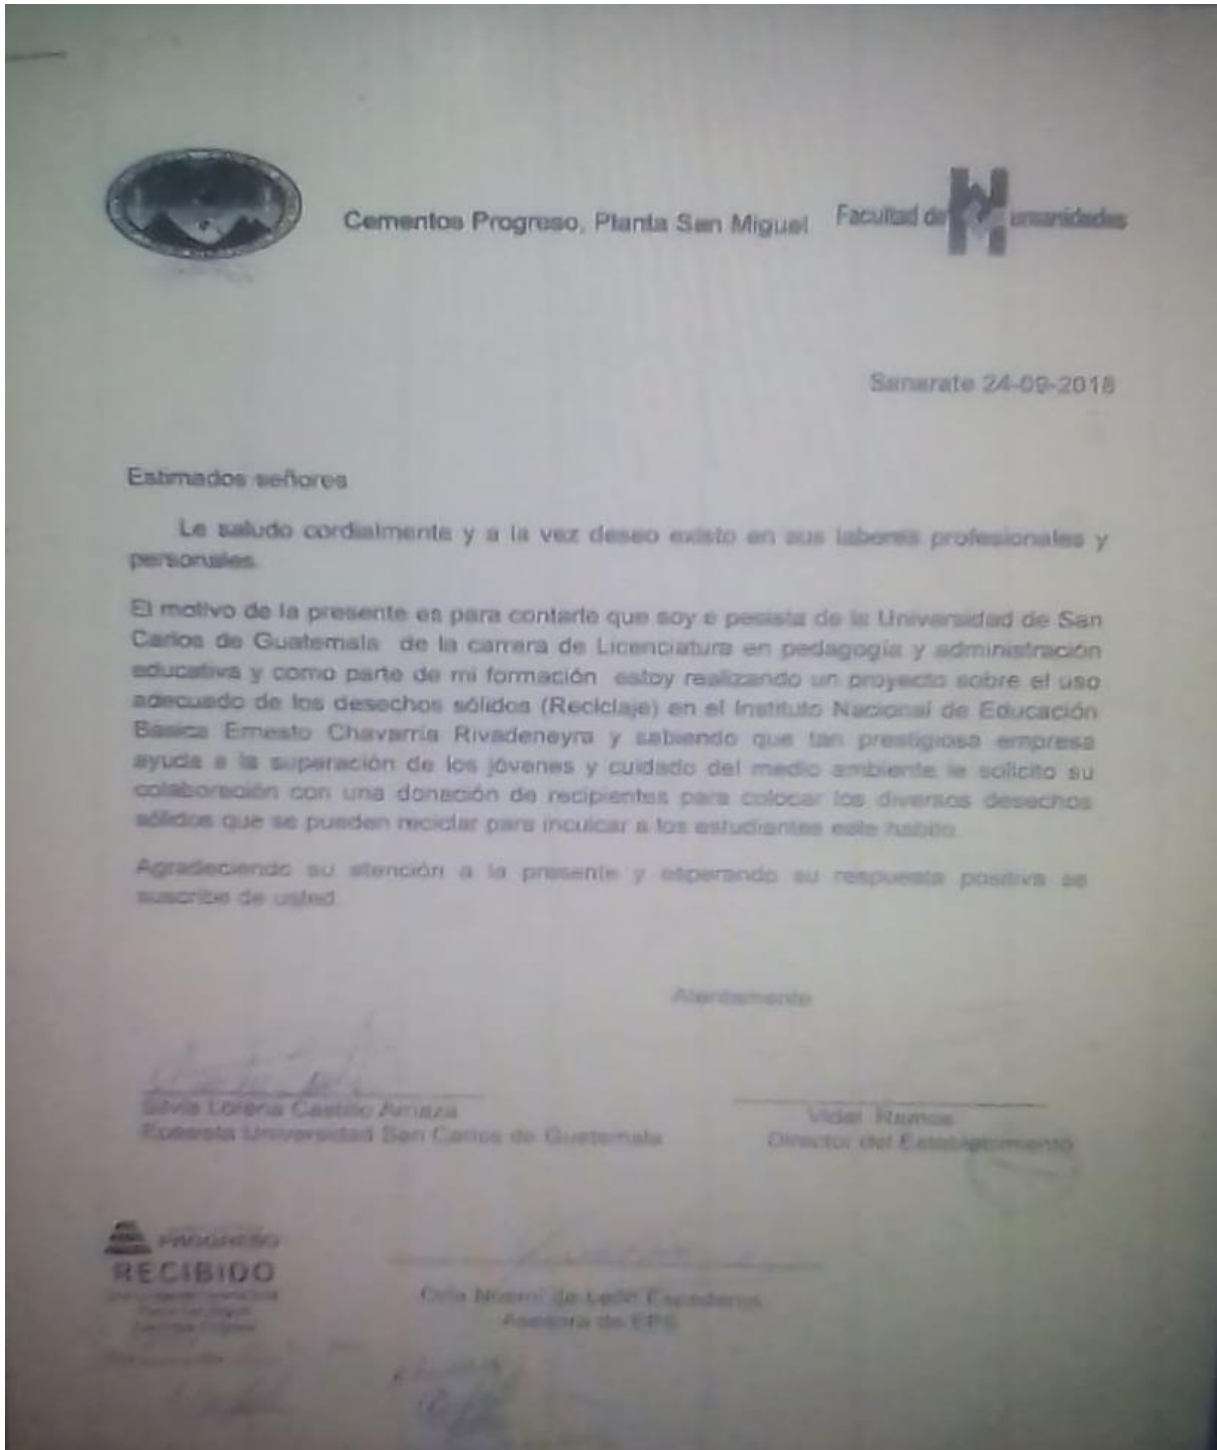 Cementos Progreso, Planta San Miguel
Facultad de Humanidades
Sanarate 24-09-2018
Estimados señores
Le saludo cordialmente y a la vez deseo existo en sus labores profesionales y
personales.
El motivo de la presente es para contarle que soy e pesista de la Universidad de San
Carlos de Guatemala de la carrera de Licenciatura en pedagogía y administración
educativa y como parte de mi formación estoy realizando un proyecto sobre el uso
adecuado de los desechos sólidos (Reciclaje) en el Instituto Nacional de Educación
Básica Ernesto Chavarría Rivadeneyra y sabiendo que tan prestigiosa empresa
ayuda a la superación de los jóvenes y cuidado del medio ambiente le solicito su
colaboración con una donación de recipientes para colocar los diversos desechos
sólidos que se pueden reciclar para inculcar a los estudiantes este habito
Agradeciendo su atención a la presente y esperando su respuesta positiva se
suscribe de usted.
Atentamente
Silvia Lorena Castillo
Vidal Ramos
Epesista Universidad San Carlos de Guatemala
Director del Establecimiento
PROGRESO
RECIBIDO
Noemí de León
Asesora de EPS